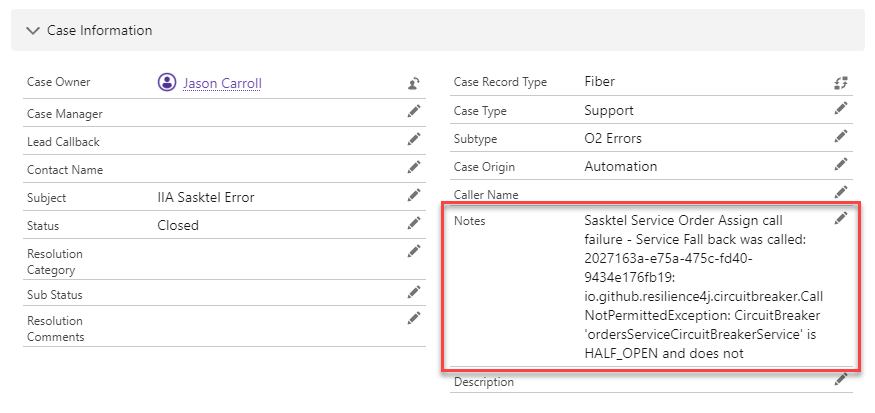 Case Information
Case Owner
Jason Carroll
Case Manager
Lead Callback
Contact Name
Subject
IIA Sasktel Error
Status
Closed
Resolution
Category
Sub Status
Resolution
Comments
Case Record Type
Fiber
Case Type
Support
Subtype
O2 Errors
Case Origin
Automation
Caller Name
Notes
Sasktel Service Order Assign call
failure - Service Fall back was called:
2027163a-e75a-475c-fd40-
9434e176fb19:
io.github.resilience4j.circuitbreaker.Call
NotPermittedException: CircuitBreaker
'ordersServiceCircuitBreakerService' is
HALF_OPEN and does not
Description